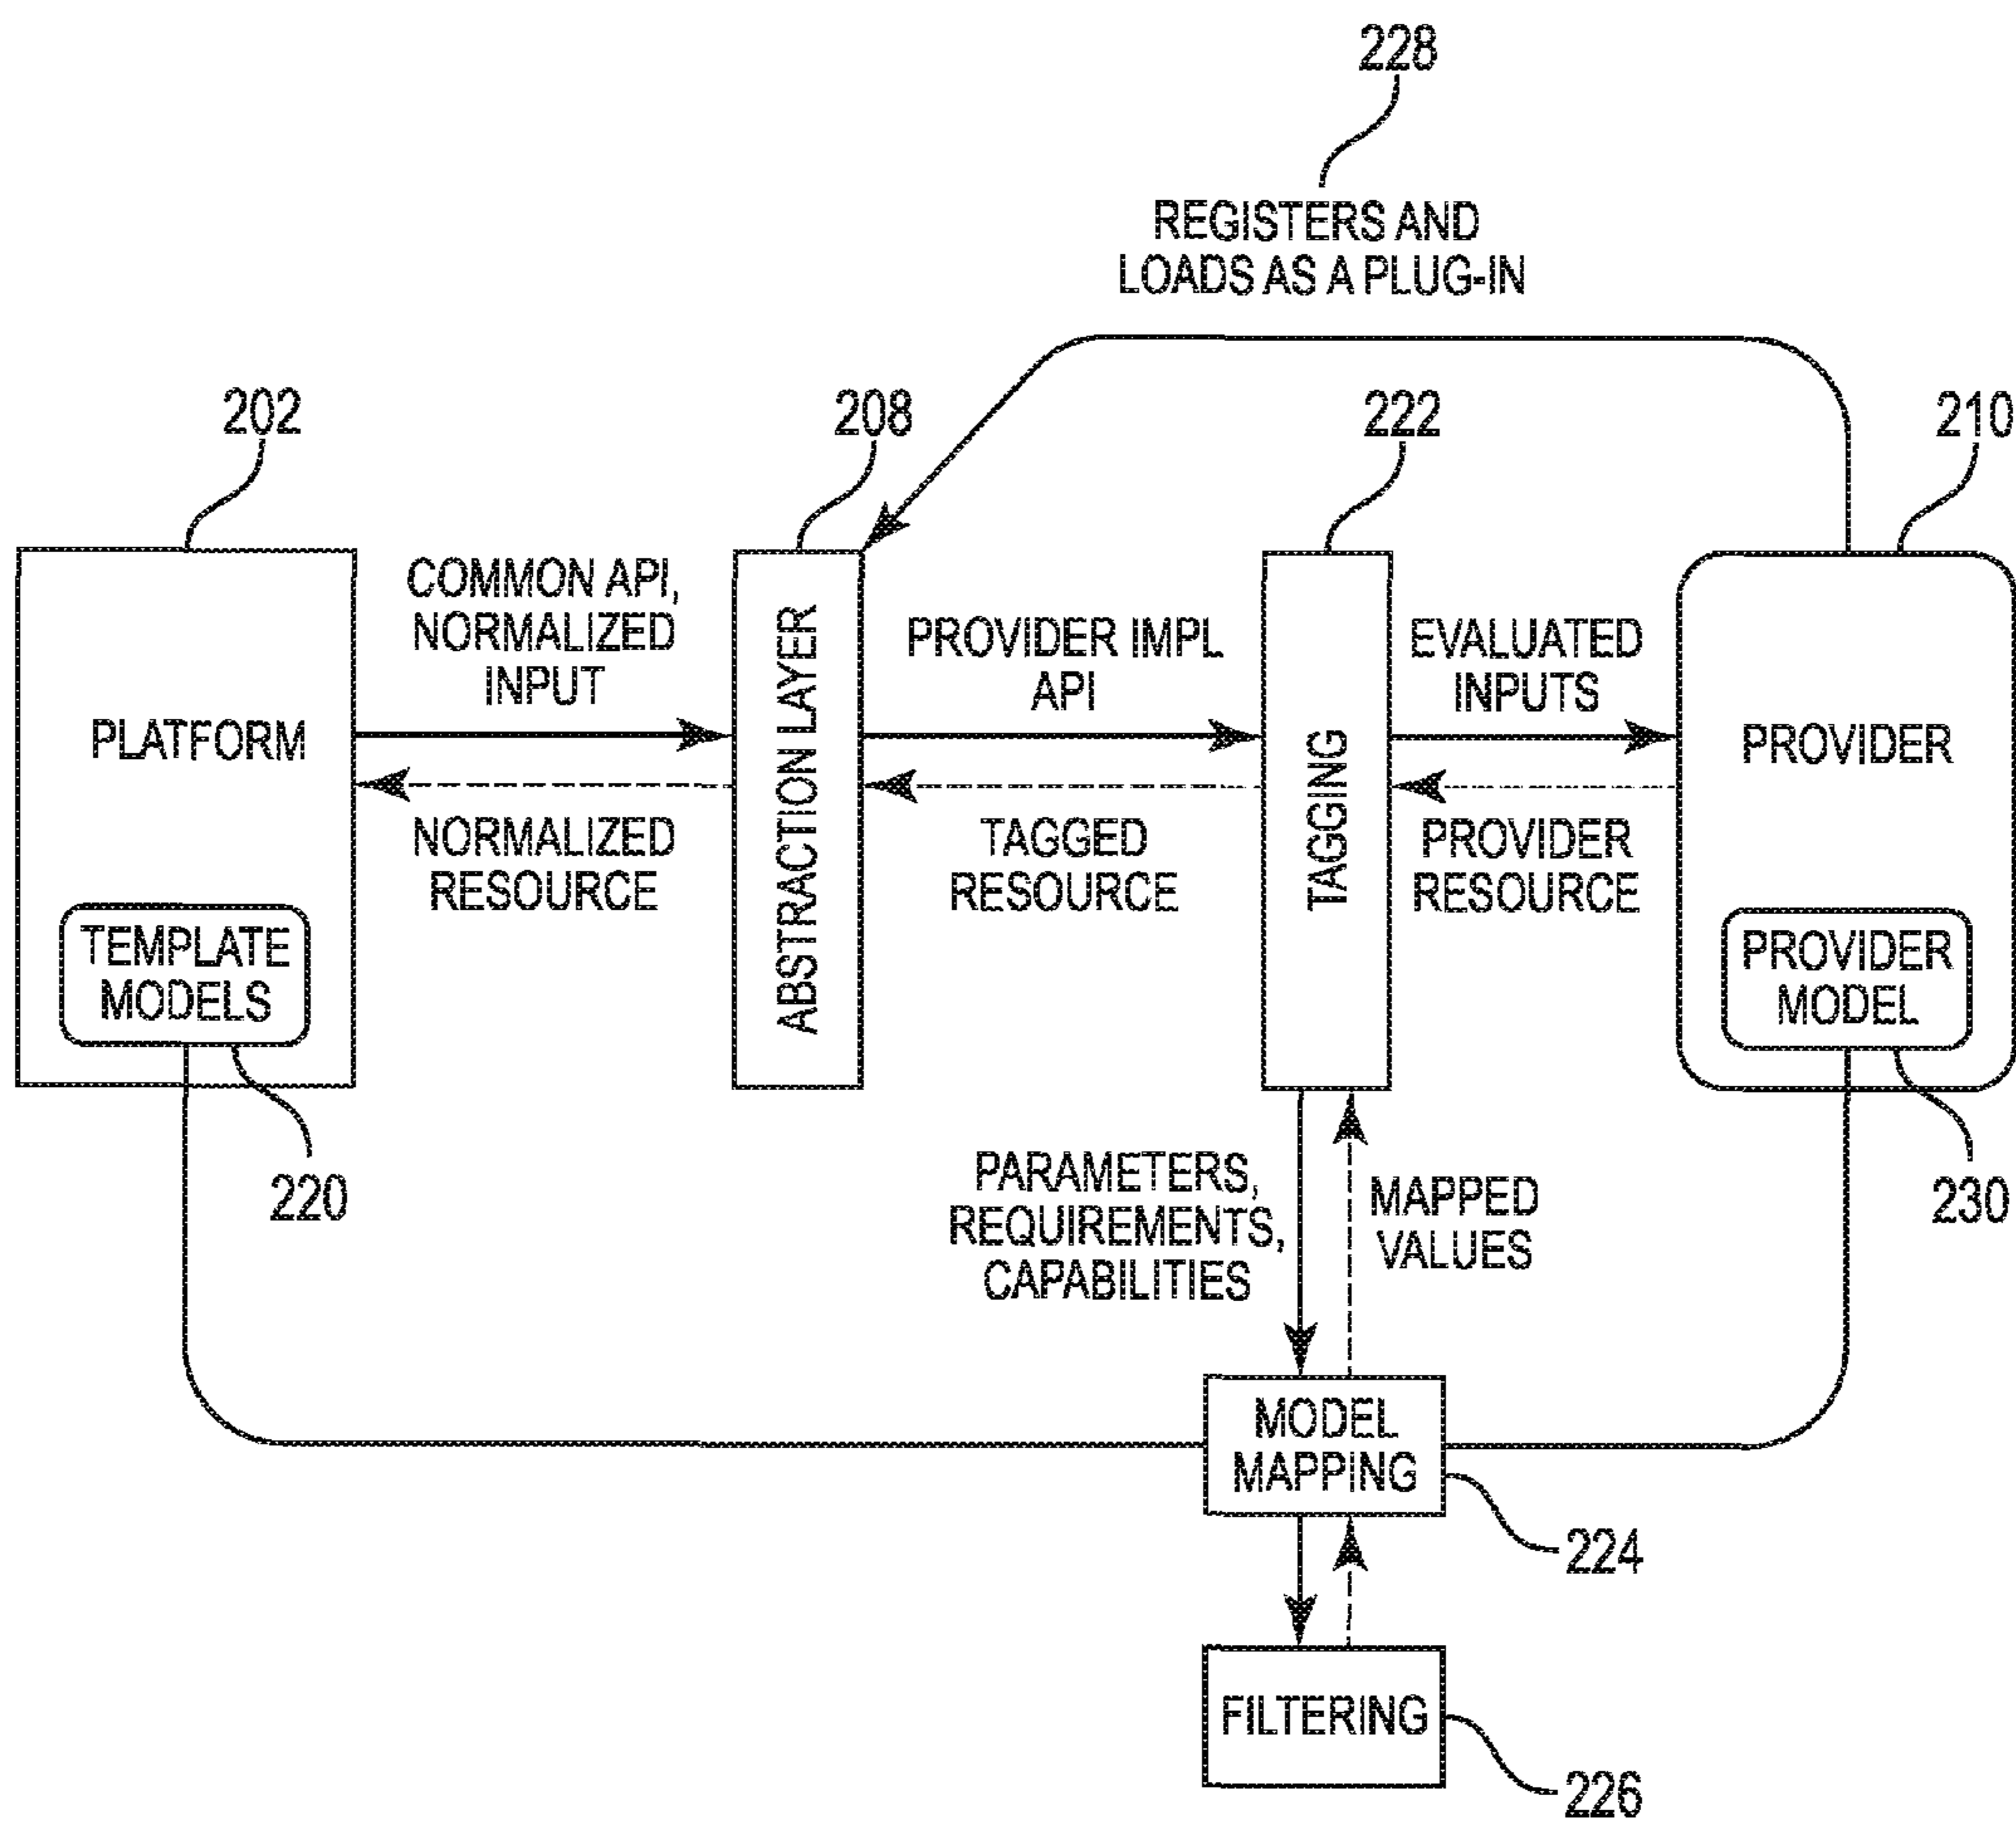 228
REGISTERS AND
LOADS AS A PLUG-IN
202
208
222
210
COMMON API,
NORMALIZED
INPUT
PROVIDER IMPL
API
EVALUATED
INPUTS
PLATFORM
ABSTRACTION LAYER
TAGGING
PROVIDER
NORMALIZED
RESOURCE
TAGGED
RESOURCE
PROVIDER
RESOURCE
TEMPLATE
MODELS
PROVIDER
MODEL
220
PARAMETERS,
REQUIREMENTS,
CAPABILITIES
MAPPED
VALUES
230
MODEL
MAPPING
224
FILTERING
226